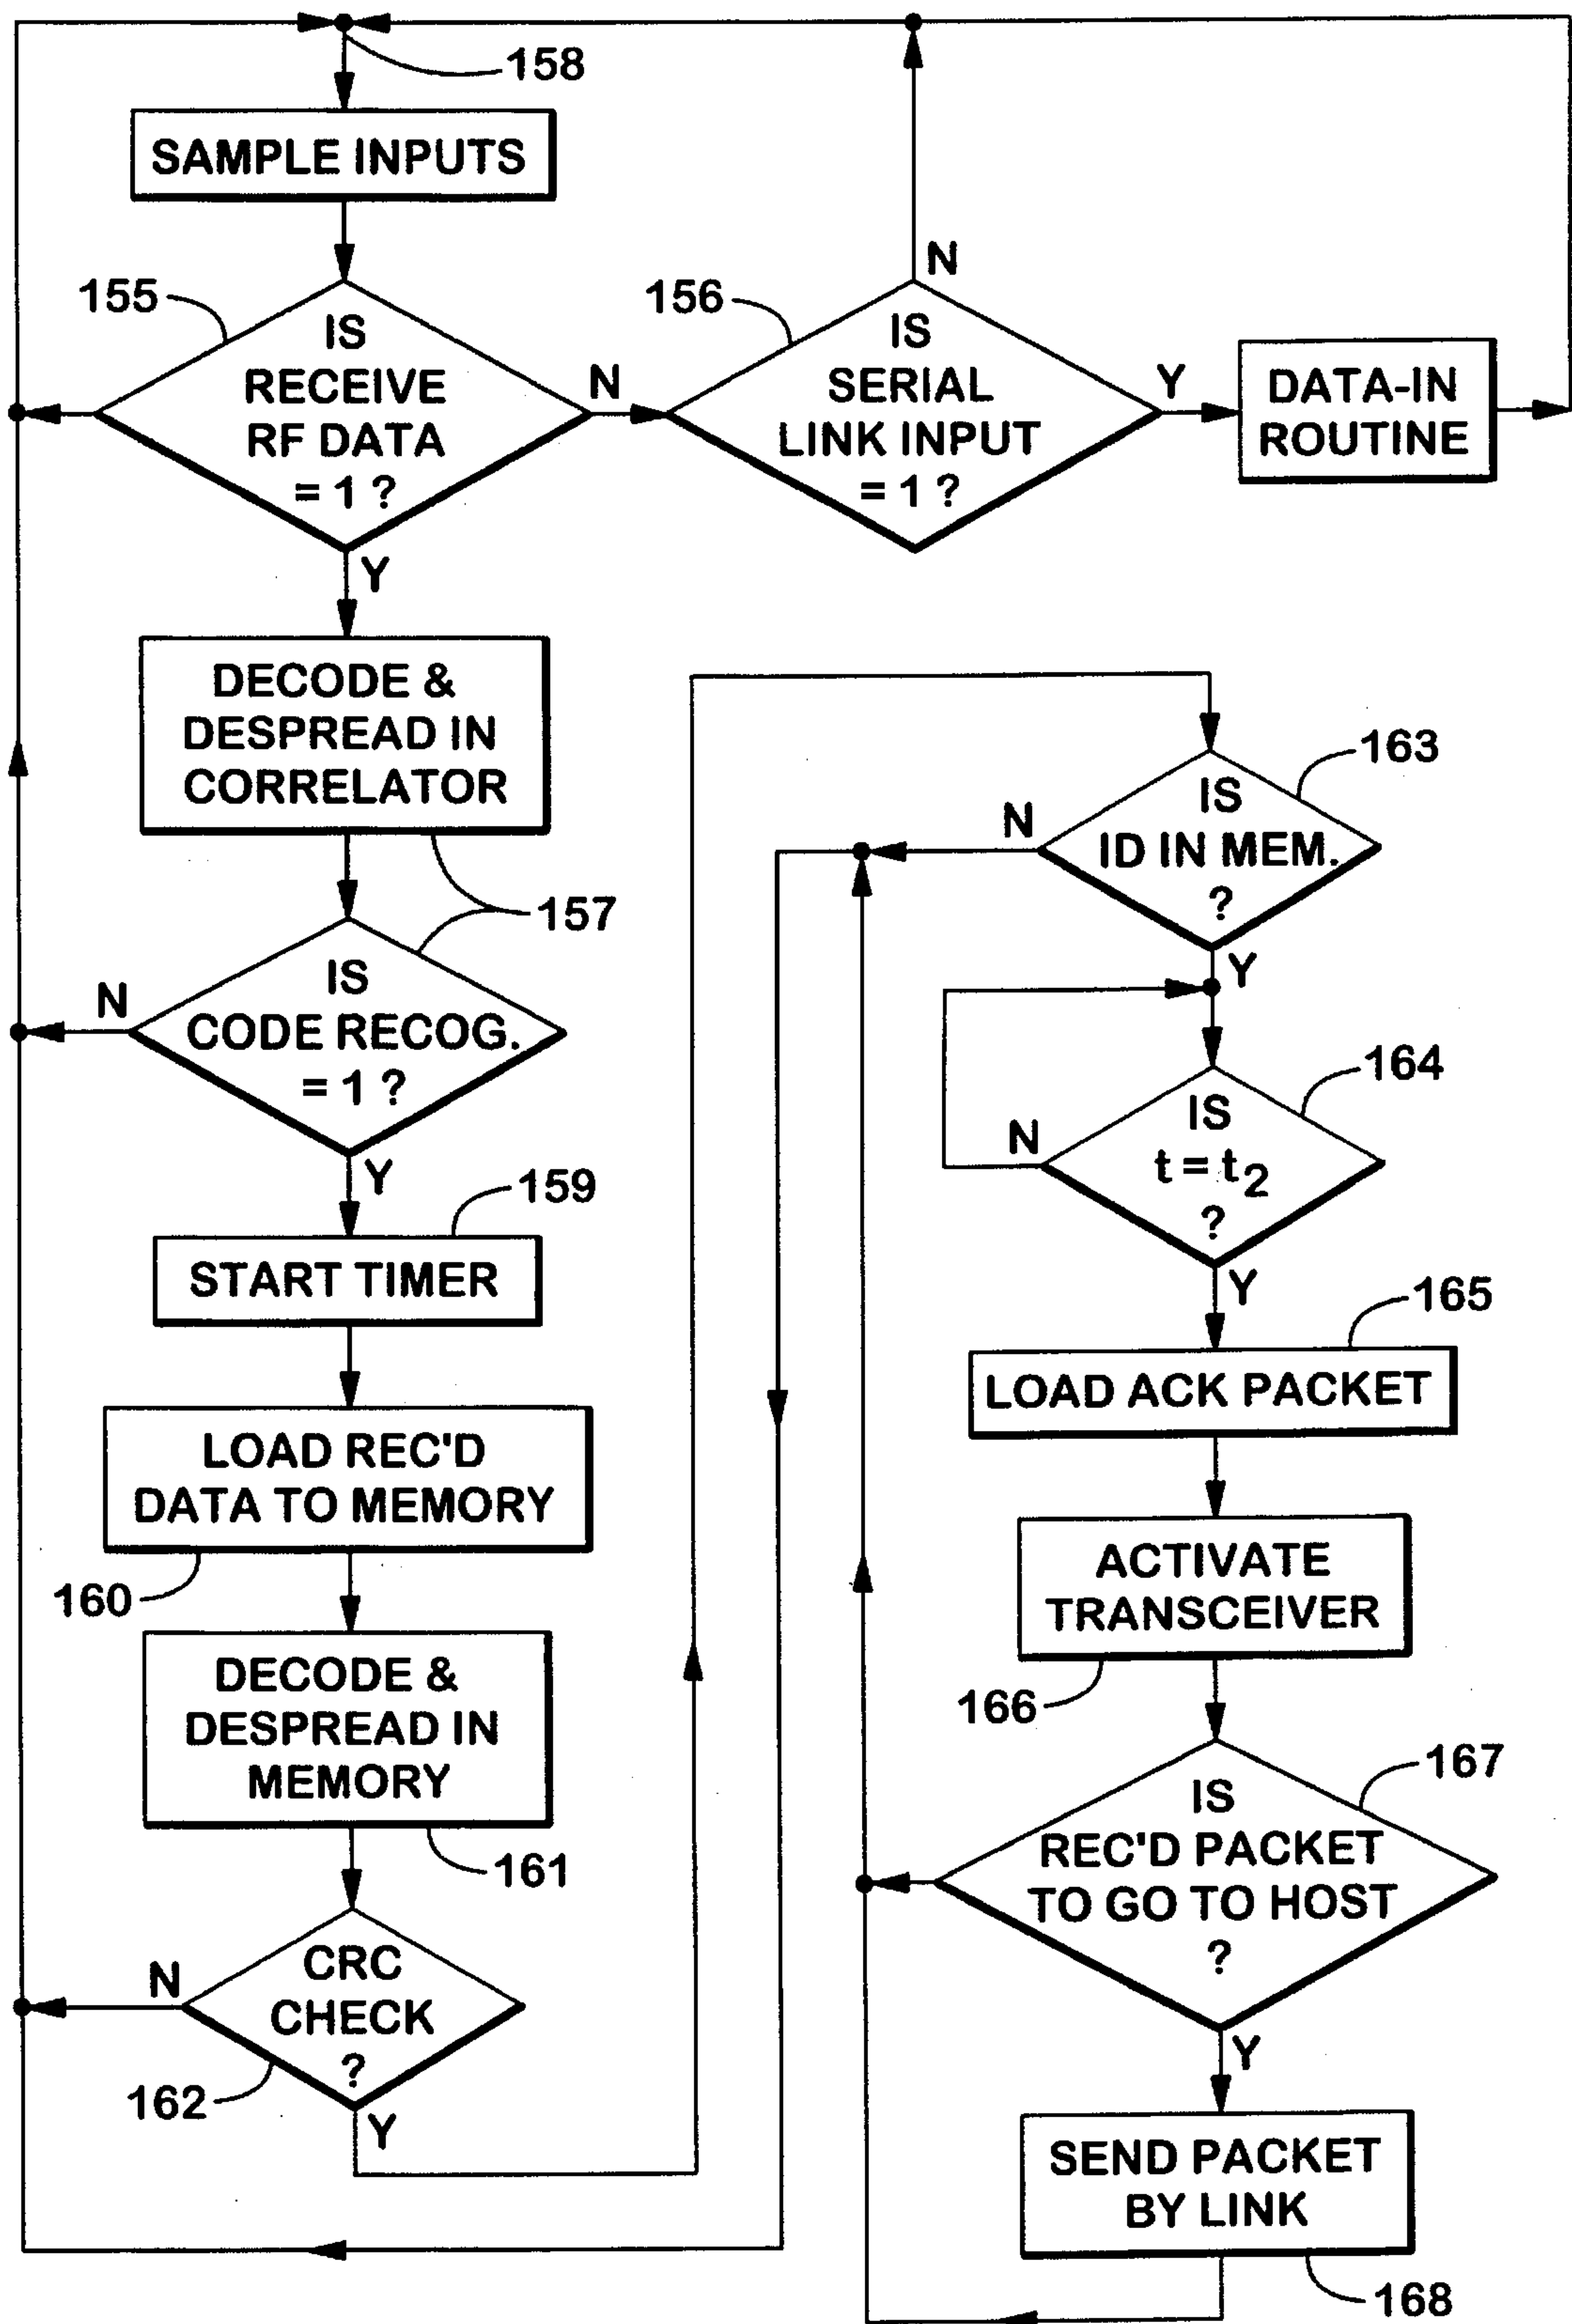 158
SAMPLE INPUTS
155
IS
RECEIVE
RF DATA
= 1 ?
N
Y
156
IS
SERIAL
LINK INPUT
= 1 ?
N
Y
DATA-IN
ROUTINE
DECODE &
DESPREAD IN
CORRELATOR
157
IS
CODE RECOG.
= 1 ?
N
Y
159
START TIMER
LOAD REC'D
DATA TO MEMORY
160
DECODE &
DESPREAD IN
MEMORY
161
CRC
CHECK
?
N
162
Y
163
IS
ID IN MEM.
?
N
Y
164
IS
t = t2
?
N
Y
165
LOAD ACK PACKET
ACTIVATE
TRANSCEIVER
166
167
IS
REC'D PACKET
TO GO TO HOST
?
Y
SEND PACKET
BY LINK
168